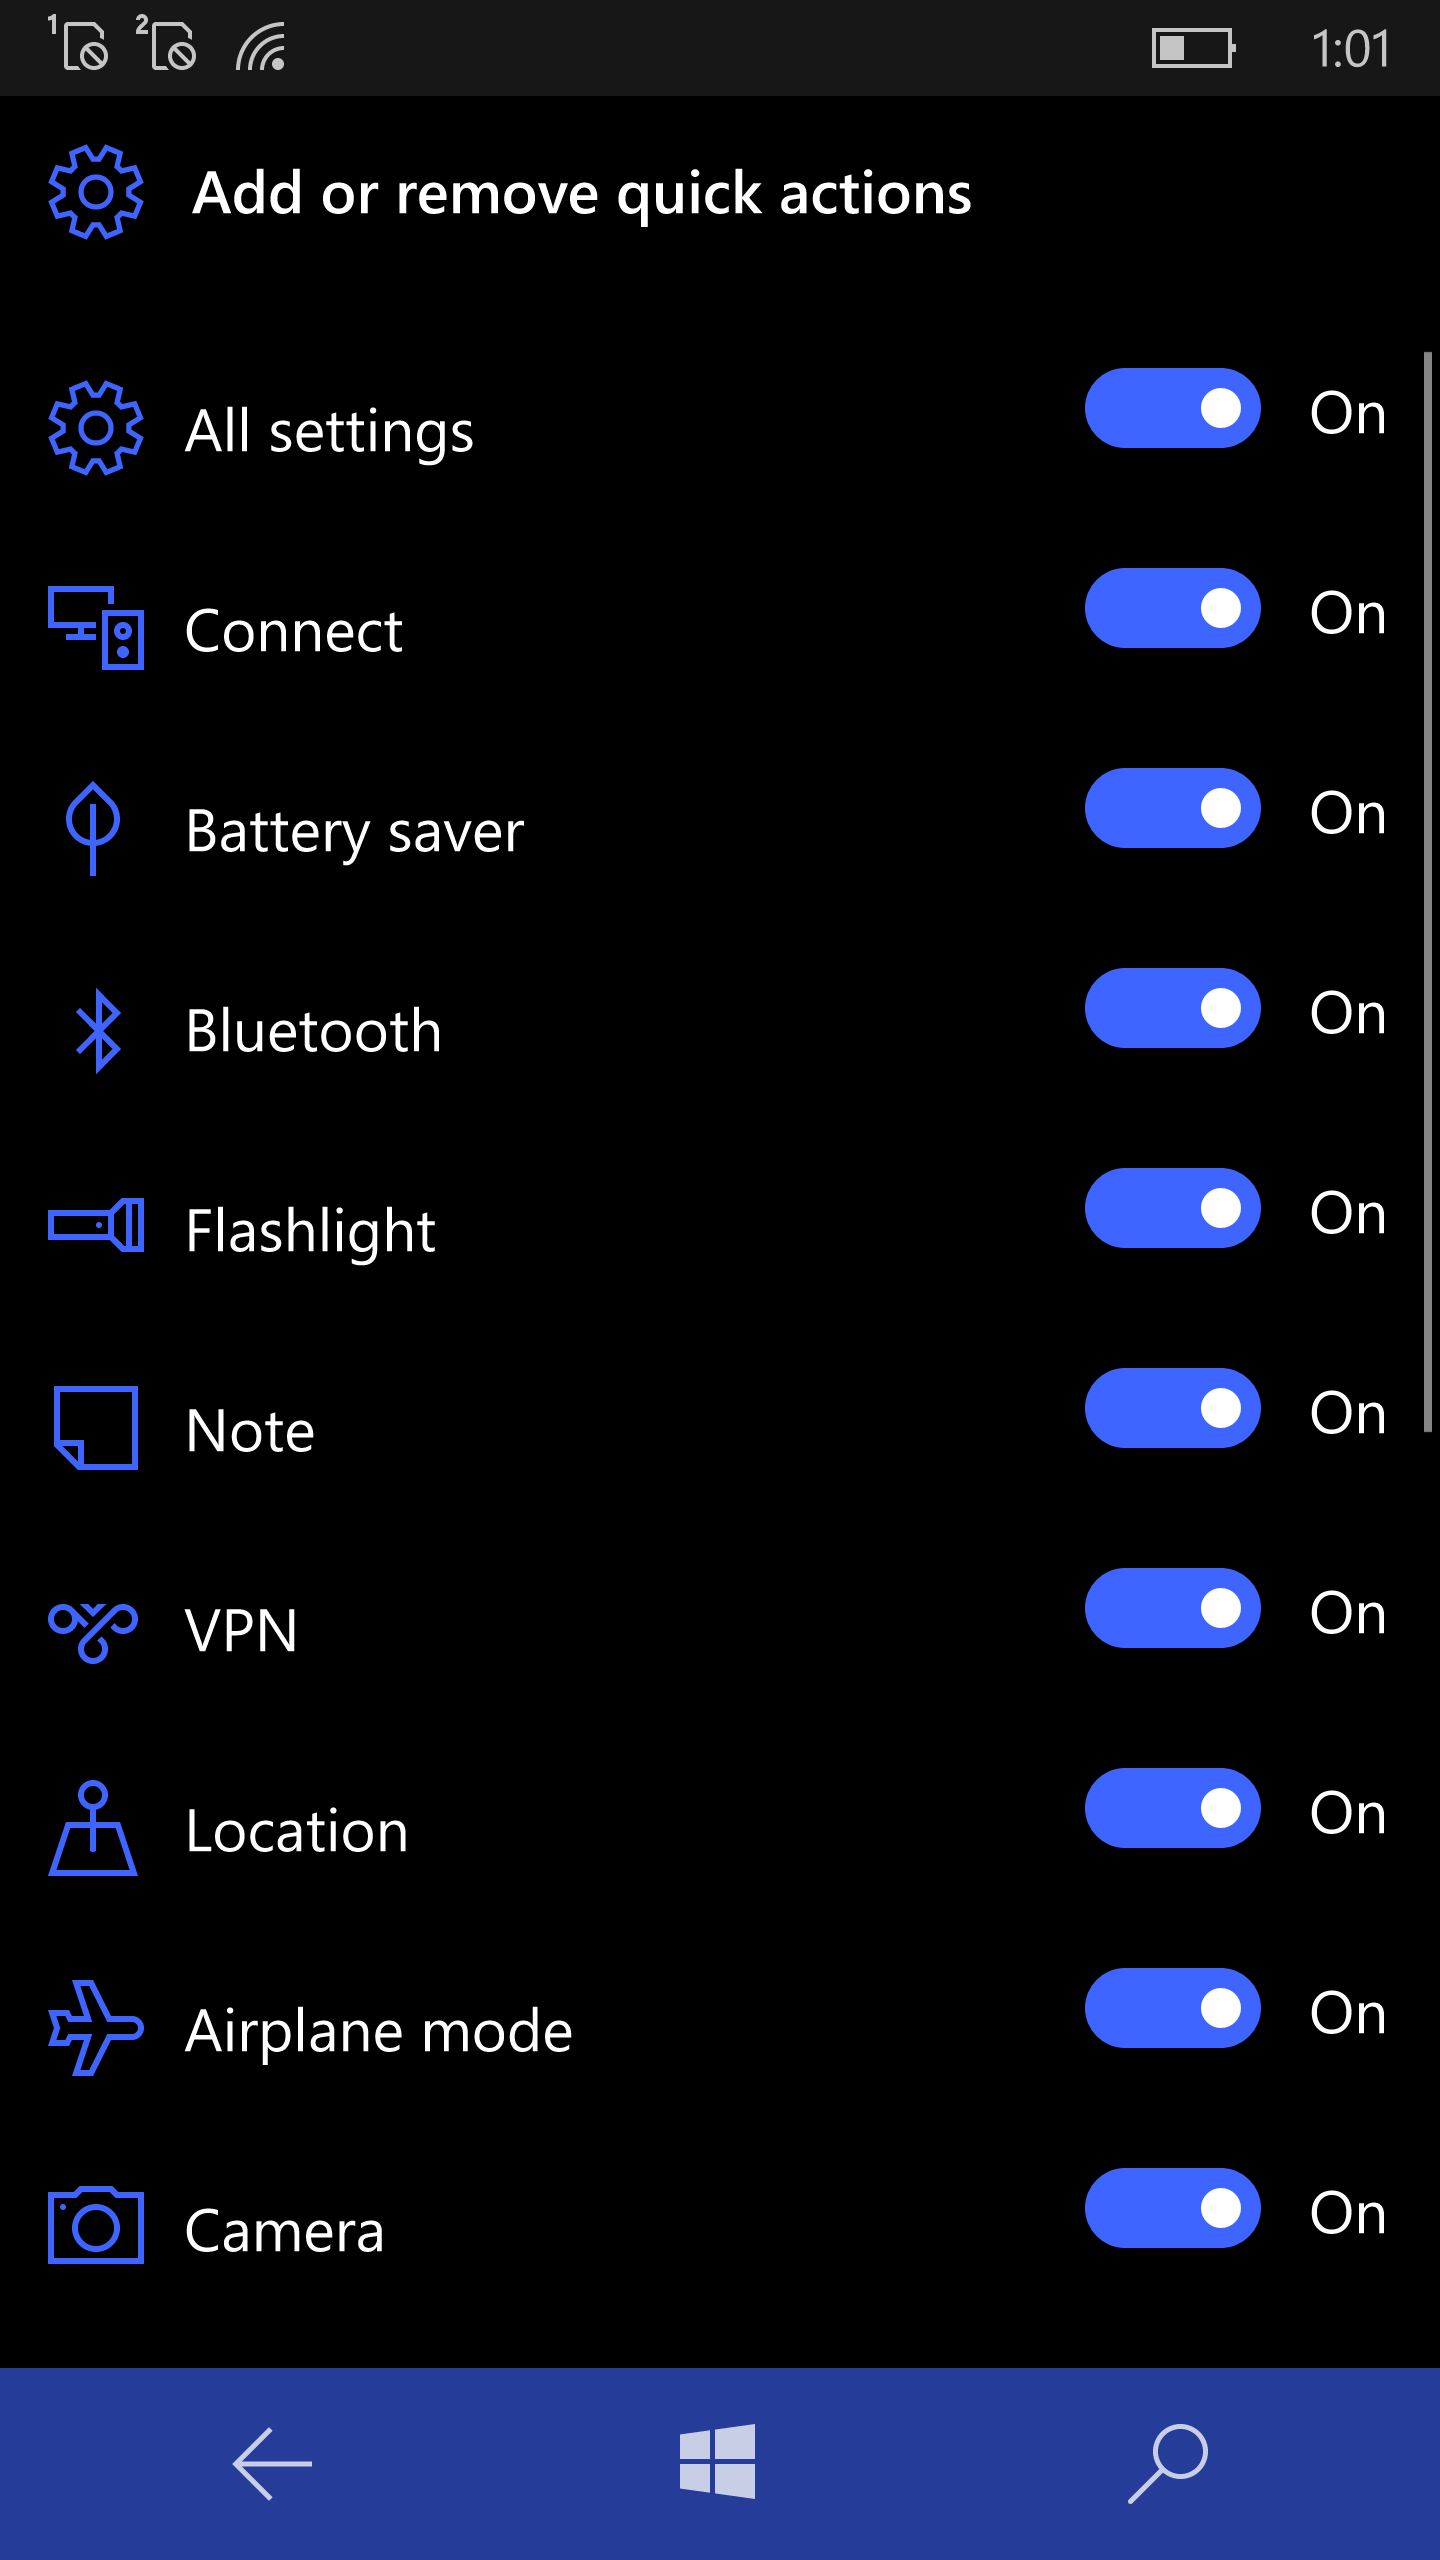 1 2 1:01
Add or remove quick actions
All settings On
Connect On
Battery saver On
Bluetooth On
Flashlight On
Note On
VPN On
Location On
Airplane mode On
Camera On